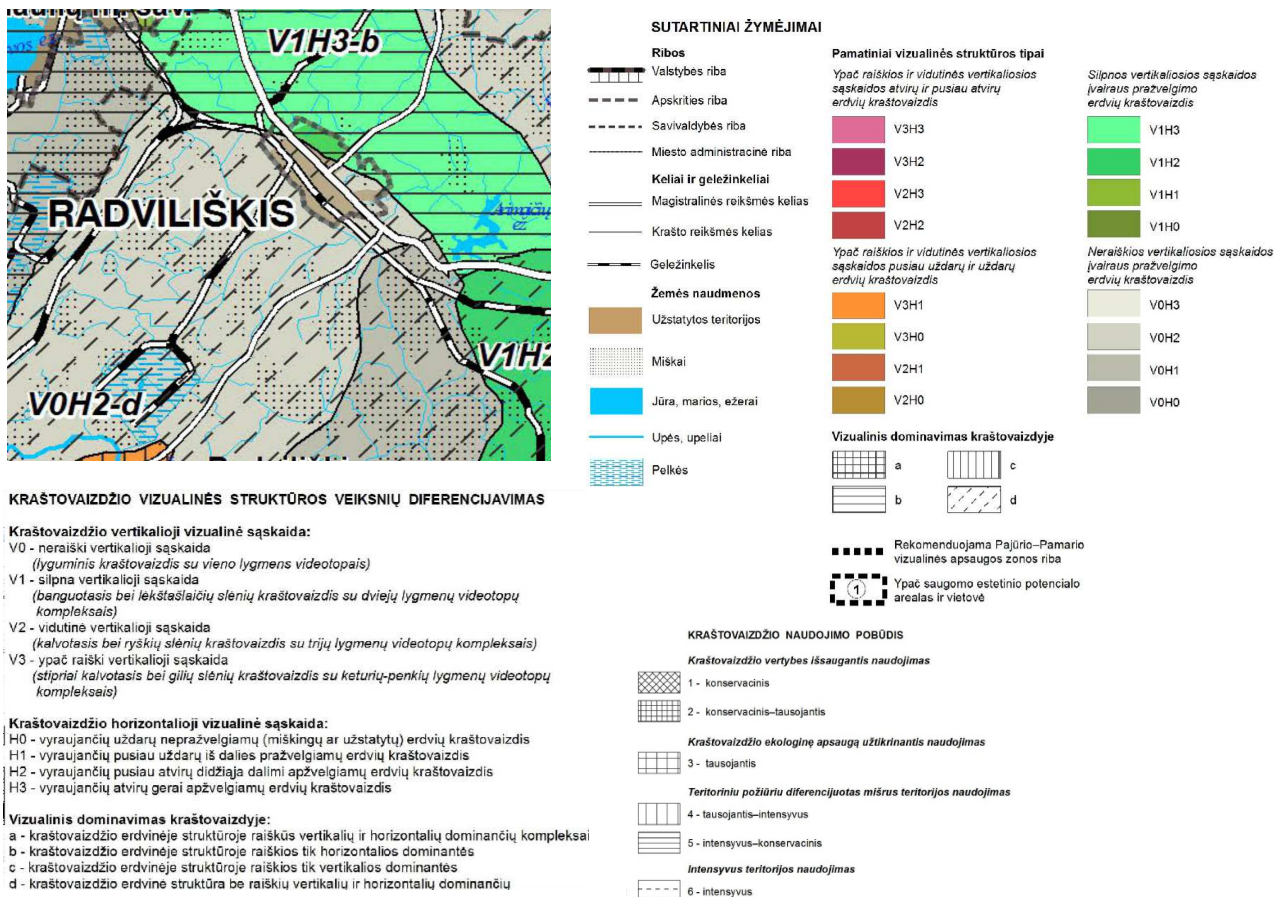 V1H3-b
RADVILIŠKIS
ež.
V1H2
V0H2-d
SUTARTINIAI ŽYMĖJIMAI
Ribos
Valstybės riba
Apskrities riba
Savivaldybės riba
Miesto administracinė riba
Keliai ir geležinkeliai
Magistralinės reikšmės kelias
Krašto reikšmės kelias
Geležinkelis
Žemės naudmenos
Užstatytos teritorijos
Miškai
Jūra, marios, ežerai
Upės, upeliai
Pelkės
Pamatiniai vizualinės struktūros tipai
Ypač raiškios ir vidutinės vertikaliosios
sąskaidos atvirų ir pusiau atvirų
erdvių kraštovaizdis
V3H3
V3H2
V2H3
V2H2
Ypač raiškios ir vidutinės vertikaliosios
sąskaidos pusiau uždarų ir uždarų
erdvių kraštovaizdis
V3H1
V3H0
V2H1
V2H0
Silpnos vertikaliosios sąskaidos
įvairaus pražvelgimo
erdvių kraštovaizdis
V1H3
V1H2
V1H1
V1H0
Neraiškios vertikaliosios sąskaidos
įvairaus pražvelgimo
erdvių kraštovaizdis
V0H3
V0H2
V0H1
V0H0
Vizualinis dominavimas kraštovaizdyje
a
c
b
d
Rekomenduojama Pajūrio–Pamario
vizualinės apsaugos zonos riba
1
Ypač saugomo estetinio potencialo
arealas ir vietovė
KRAŠTOVAIZDŽIO VIZUALINĖS STRUKTŪROS VEIKSNIŲ DIFERENCIJAVIMAS
Kraštovaizdžio vertikalioji vizualinė sąskaida:
V0 - neraiški vertikalioji sąskaida
(lyguminis kraštovaizdis su vieno lygmens videotopais)
V1 - silpna vertikalioji sąskaida
(banguotasis bei lėkštašlaičių slėnių kraštovaizdis su dviejų lygmenų videotopų
kompleksais)
V2 - vidutinė vertikalioji sąskaida
(kalvotasis bei ryškių slėnių kraštovaizdis su trijų lygmenų videotopų kompleksais)
V3 - ypač raiški vertikalioji sąskaida
(stipriai kalvotasis bei gilių slėnių kraštovaizdis su keturių-penkių lygmenų videotopų
kompleksais)
Kraštovaizdžio horizontalioji vizualinė sąskaida:
H0 - vyraujančių uždarų nepražvelgiamų (miškingų ar užstatytų) erdvių kraštovaizdis
H1 - vyraujančių pusiau uždarų iš dalies pražvelgiamų erdvių kraštovaizdis
H2 - vyraujančių pusiau atvirų didžiąja dalimi apžvelgiamų erdvių kraštovaizdis
H3 - vyraujančių atvirų gerai apžvelgiamų erdvių kraštovaizdis
Vizualinis dominavimas kraštovaizdyje:
a - kraštovaizdžio erdvinėje struktūroje raiškūs vertikalių ir horizontalių dominančių kompleksai
b - kraštovaizdžio erdvinėje struktūroje raiškios tik horizontalios dominantės
c - kraštovaizdžio erdvinėje struktūroje raiškios tik vertikalios dominantės
d - kraštovaizdžio erdvinė struktūra be raiškių vertikalių ir horizontalių dominančių
KRAŠTOVAIZDŽIO NAUDOJIMO POBŪDIS
Kraštovaizdžio vertybes išsaugantis naudojimas
1 - konservacinis
2 - konservacinis–tausojantis
Kraštovaizdžio ekologinę apsaugą užtikrinantis naudojimas
3 - tausojantis
Teritoriniu požiūriu diferencijuotas mišrus teritorijos naudojimas
4 - tausojantis–intensyvus
5 - intensyvus–konservacinis
Intensyvus teritorijos naudojimas
6 - intensyvus